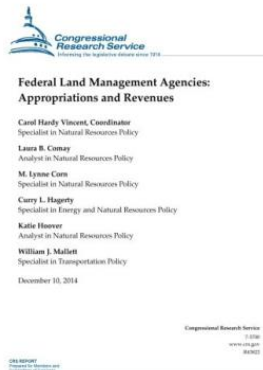 Congressional
Research Service
Informing the legislative debate since 1914
Federal Land Management Agencies:
Appropriations and Revenues
Carol Hardy Vincent, Coordinator
Specialist in Natural Resources Policy
Laura B. Comay
Analyst in Natural Resources Policy
M. Lynne Corn
Specialist in Natural Resources Policy
Curry L. Hagerty
Specialist in Energy and Natural Resources Policy
Katie Hoover
Analyst in Natural Resources Policy
William J. Mallett
Specialist in Transportation Policy
December 10, 2014
Congressional Research Service
7-5700
www.crs.gov
R43822
CRS REPORT
Prepared for Members and